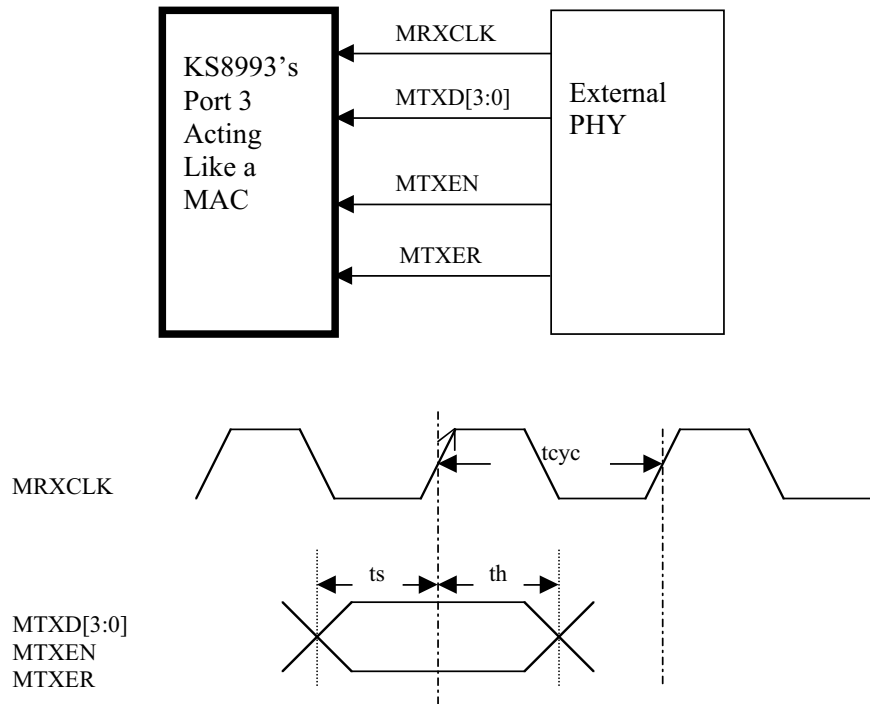 MRXCLK
KS8993's
Port 3
Acting
Like a
MAC
MTXD[3:0]
External
PHY
MTXEN
MTXER
tcyc
MRXCLK
ts
th
MTXD[3:0]
MTXEN
MTXER